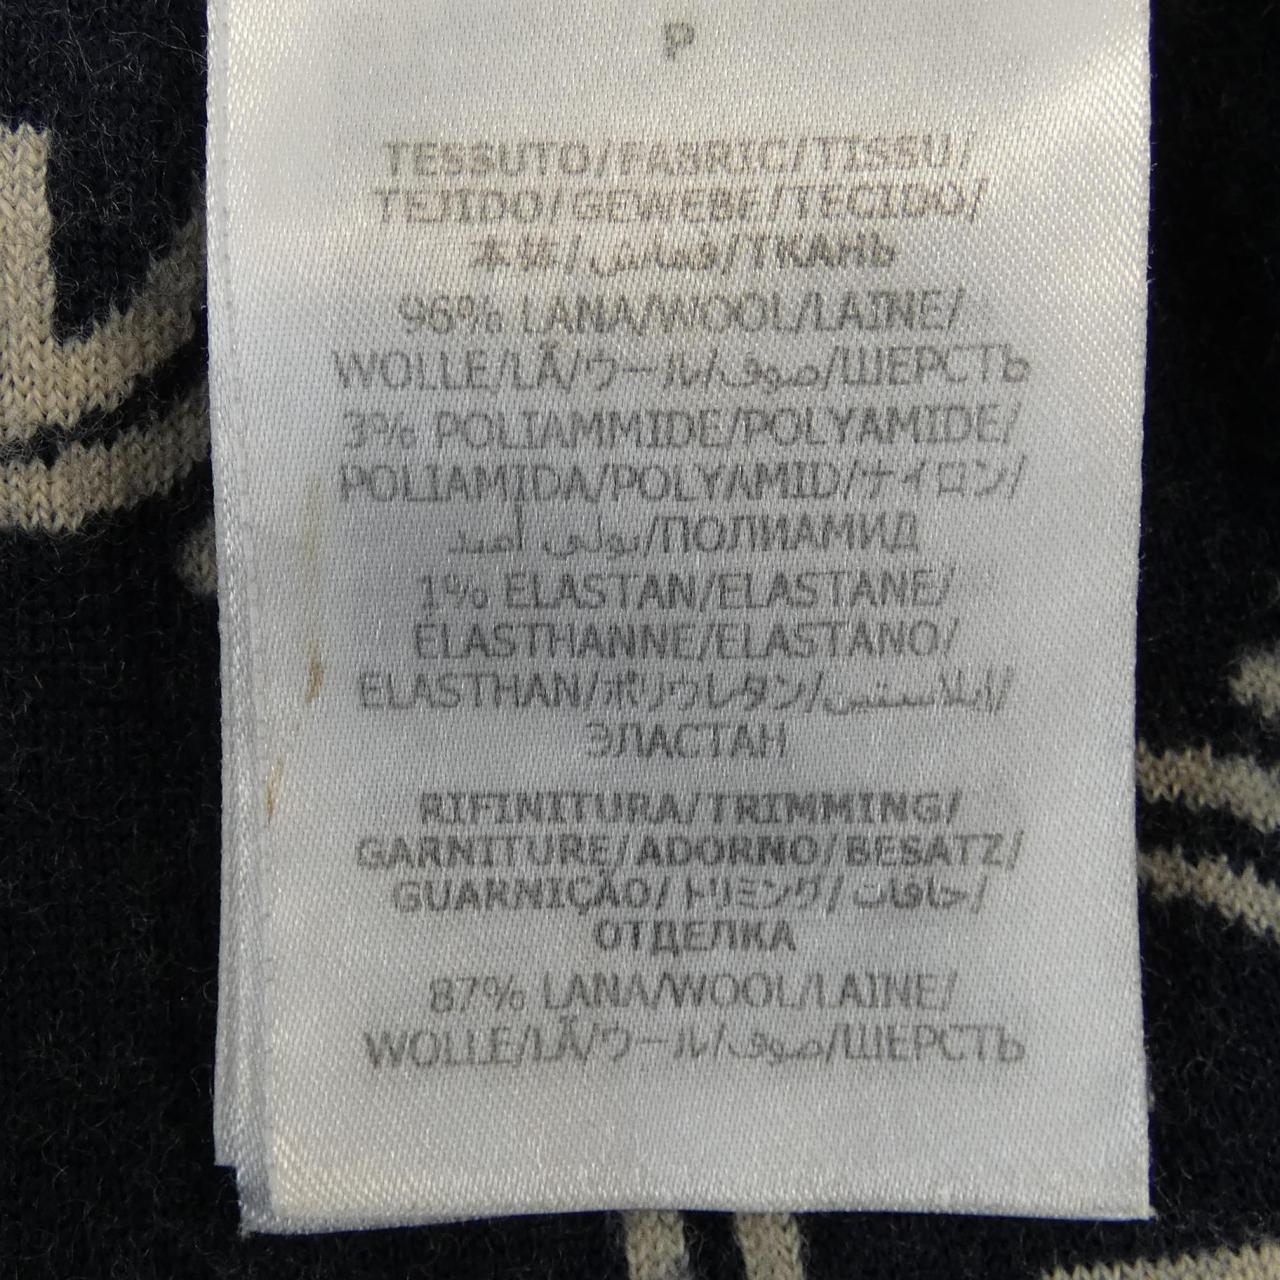 P
TESSUTO/FABRIC/TISSU/
TEJIDO/GEWEBE/TECIDO/
本体/قماش/ТКАНЬ
96% LANA/WOOL/LAINE/
WOLLE/LÃ/ウール/صوف/ШЕРСТЬ
3% POLIAMMIDE/POLYAMIDE/
POLIAMIDA/POLYAMID/ナイロン/
بولي أميد/ПОЛИАМИД
1% ELASTAN/ELASTANE/
ELASTHANNE/ELASTANO/
ELASTHAN/ポリウレタン/إيلاستين/
ЭЛАСТАН
RIFINITURA/TRIMMING/
GARNITURE/ADORNO/BESATZ/
GUARNIÇÃO/トリミング/حافات/
ОТДЕЛКА
87% LANA/WOOL/LAINE/
WOLLE/LÃ/ウール/صوف/ШЕРСТЬ